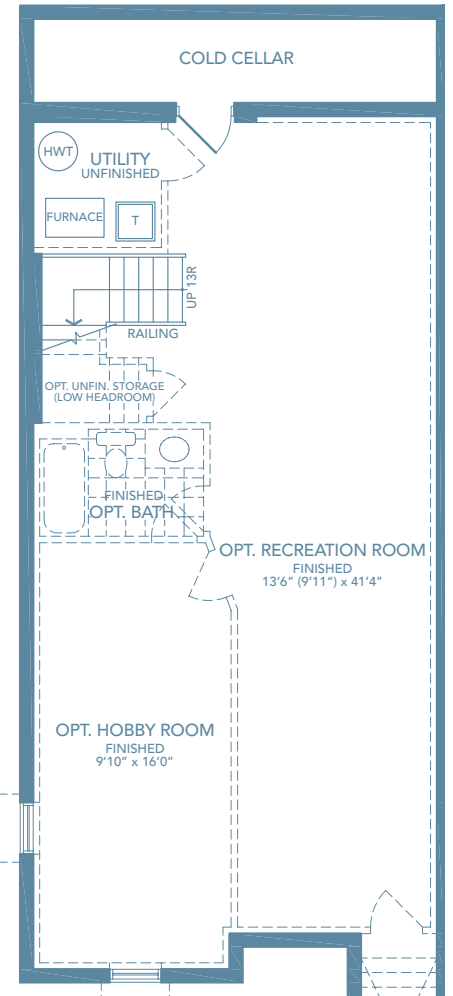 COLD CELLAR
HWT
UTILITY
UNFINISHED
FURNACE
T
UP 13R
RAILING
OPT. UNFIN. STORAGE
(LOW HEADROOM)
FINISHED
OPT. BATH
OPT. RECREATION ROOM
FINISHED
13'6" (9'11") x 41'4"
OPT. HOBBY ROOM
FINISHED
9'10" x 16'0"